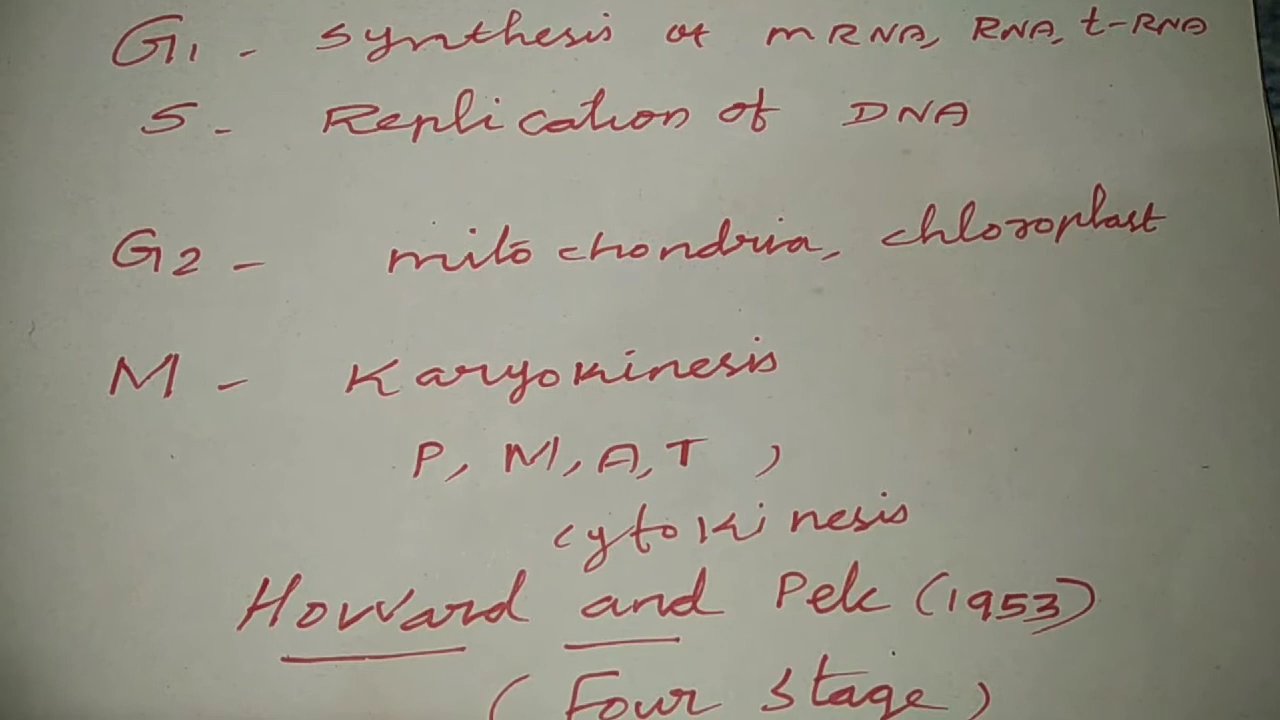 G1 - synthesis of mRNA, RNA, t-RNA
S - Replication of DNA
G2 - mitochondria, chloroplast
M - Karyokinesis
P, M, A, T ,
cytokinesis
Howard and Pelc (1953)
(Four stage)